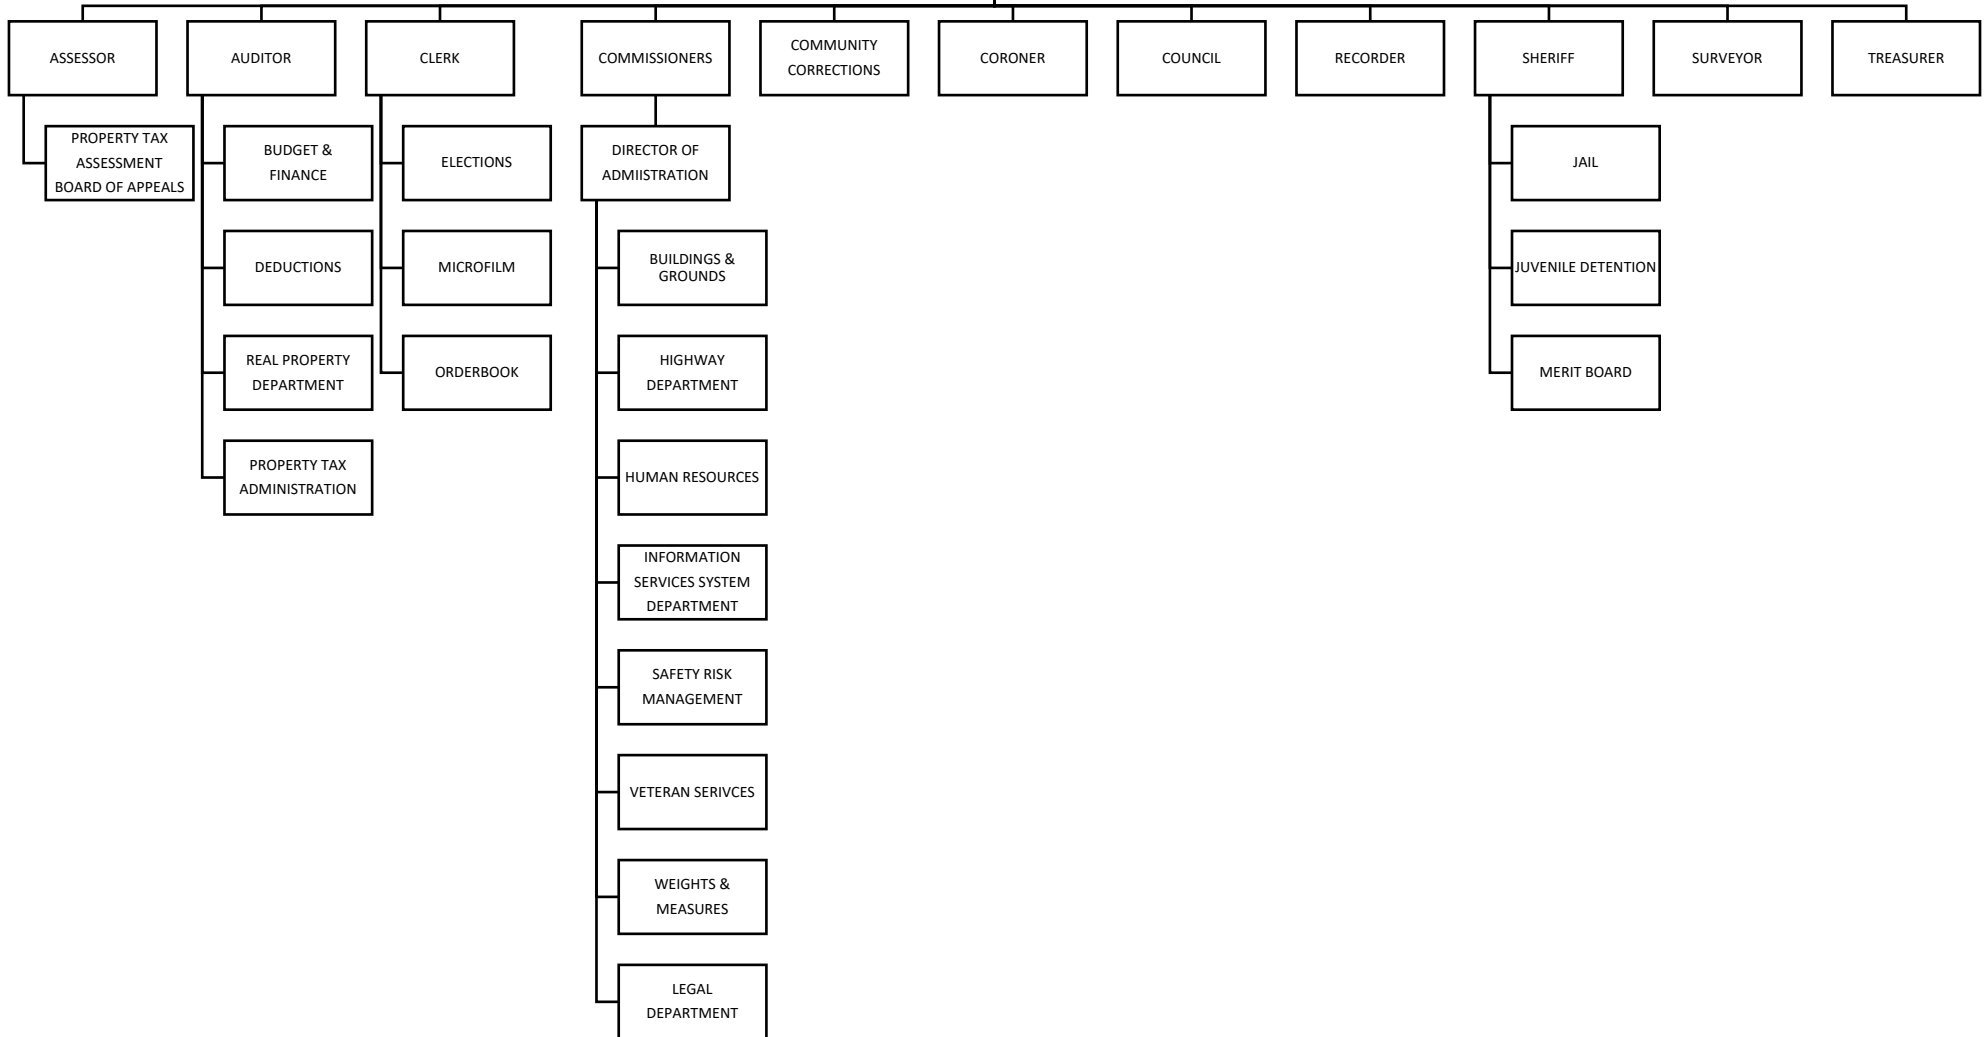 ASSESSOR
AUDITOR
CLERK
COMMISSIONERS
COMMUNITY
CORRECTIONS
CORONER
COUNCIL
RECORDER
SHERIFF
SURVEYOR
TREASURER
PROPERTY TAX
ASSESSMENT
BOARD OF APPEALS
BUDGET &
FINANCE
DEDUCTIONS
REAL PROPERTY
DEPARTMENT
PROPERTY TAX
ADMINISTRATION
ELECTIONS
MICROFILM
ORDERBOOK
DIRECTOR OF
ADMIISTRATION
BUILDINGS &
GROUNDS
HIGHWAY
DEPARTMENT
HUMAN RESOURCES
INFORMATION
SERVICES SYSTEM
DEPARTMENT
SAFETY RISK
MANAGEMENT
VETERAN SERIVCES
WEIGHTS &
MEASURES
LEGAL
DEPARTMENT
JAIL
JUVENILE DETENTION
MERIT BOARD